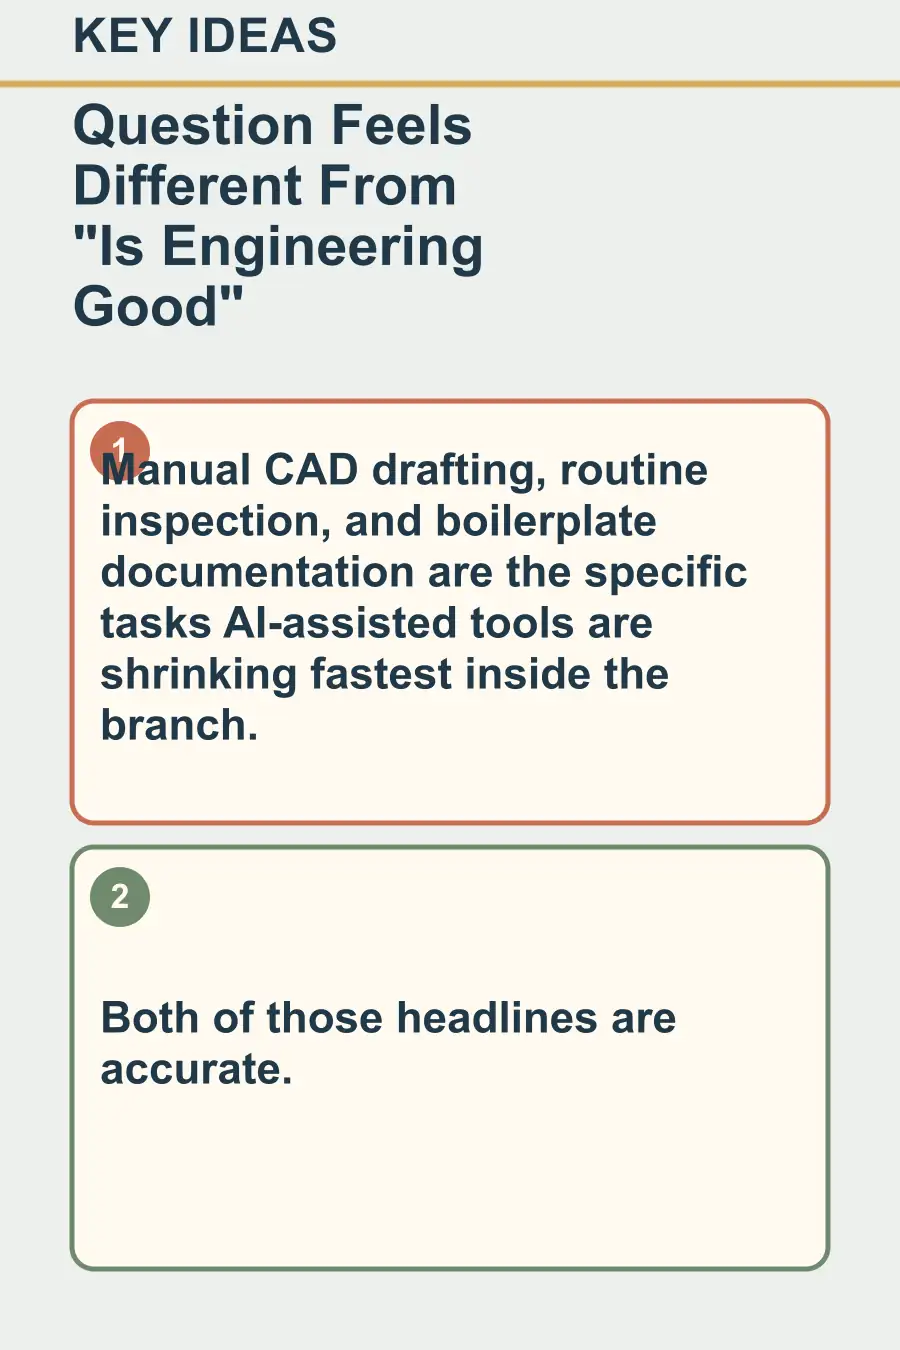 KEY IDEAS
Question Feels
Different From
"Is Engineering
Good"
1
Manual CAD drafting, routine
inspection, and boilerplate
documentation are the specific
tasks AI-assisted tools are
shrinking fastest inside the
branch.
2
Both of those headlines are
accurate.